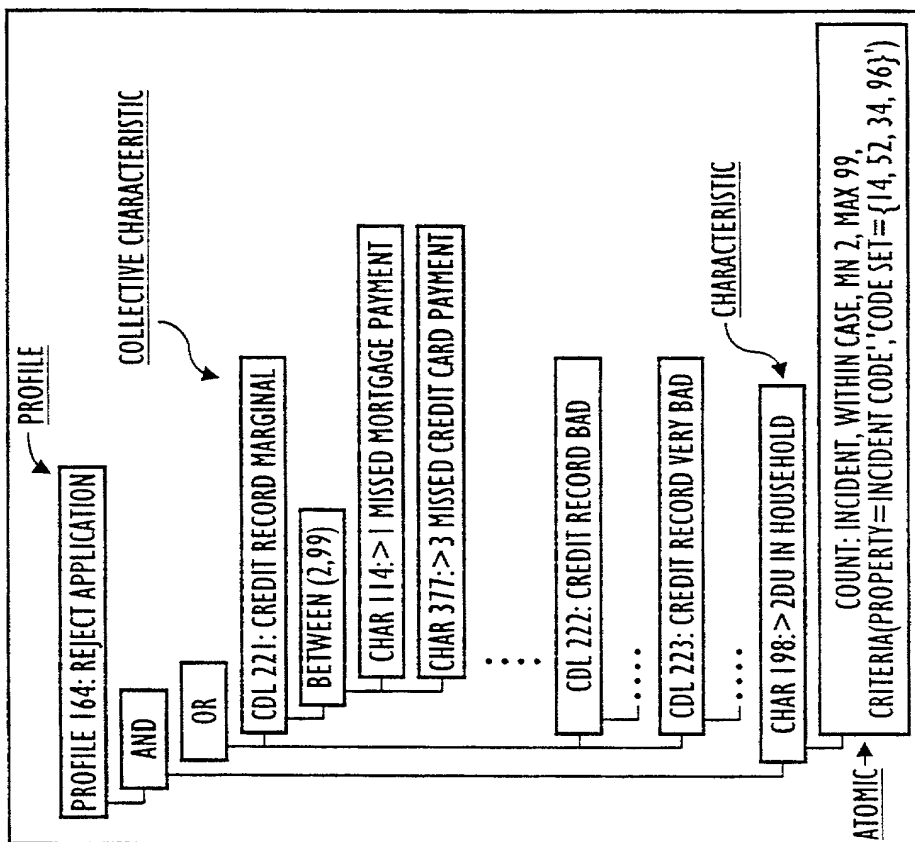 PROFILE
PROFILE 164: REJECT APPLICATION
AND
OR
COLLECTIVE CHARACTERISTIC
CDL 221: CREDIT RECORD MARGINAL
BETWEEN (2,99)
CHAR 114:> 1 MISSED MORTGAGE PAYMENT
CHAR 377:> 3 MISSED CREDIT CARD PAYMENT
....
CDL 222: CREDIT RECORD BAD
....
CDL 223: CREDIT RECORD VERY BAD
....
CHARACTERISTIC
CHAR 198:> 2DU IN HOUSEHOLD
ATOMIC
COUNT: INCIDENT, WITHIN CASE, MN 2, MAX 99,
CRITERIA(PROPERTY=INCIDENT CODE','CODE SET={14, 52, 34, 96}')